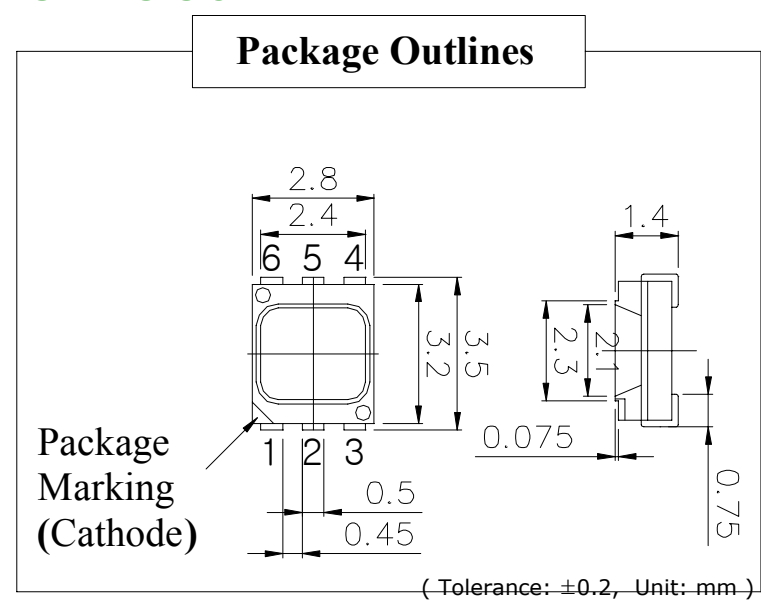 Package Outlines
2.8
2.4
1.4
6 5 4
3.2
3.5
2.3
2.1
Package
Marking
(Cathode)
1 2 3
0.075
0.75
0.5
0.45
( Tolerance: ±0.2, Unit: mm )